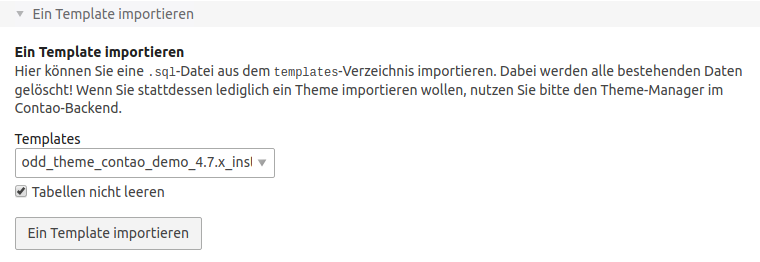 Ein Template importieren
Ein Template importieren
Hier können Sie eine .sql-Datei aus dem templates-Verzeichnis importieren. Dabei werden alle bestehenden Daten
gelöscht! Wenn Sie stattdessen lediglich ein Theme importieren wollen, nutzen Sie bitte den Theme-Manager im
Contao-Backend.
Templates
odd_theme_contao_demo_4.7.x_inst
Tabellen nicht leeren
Ein Template importieren